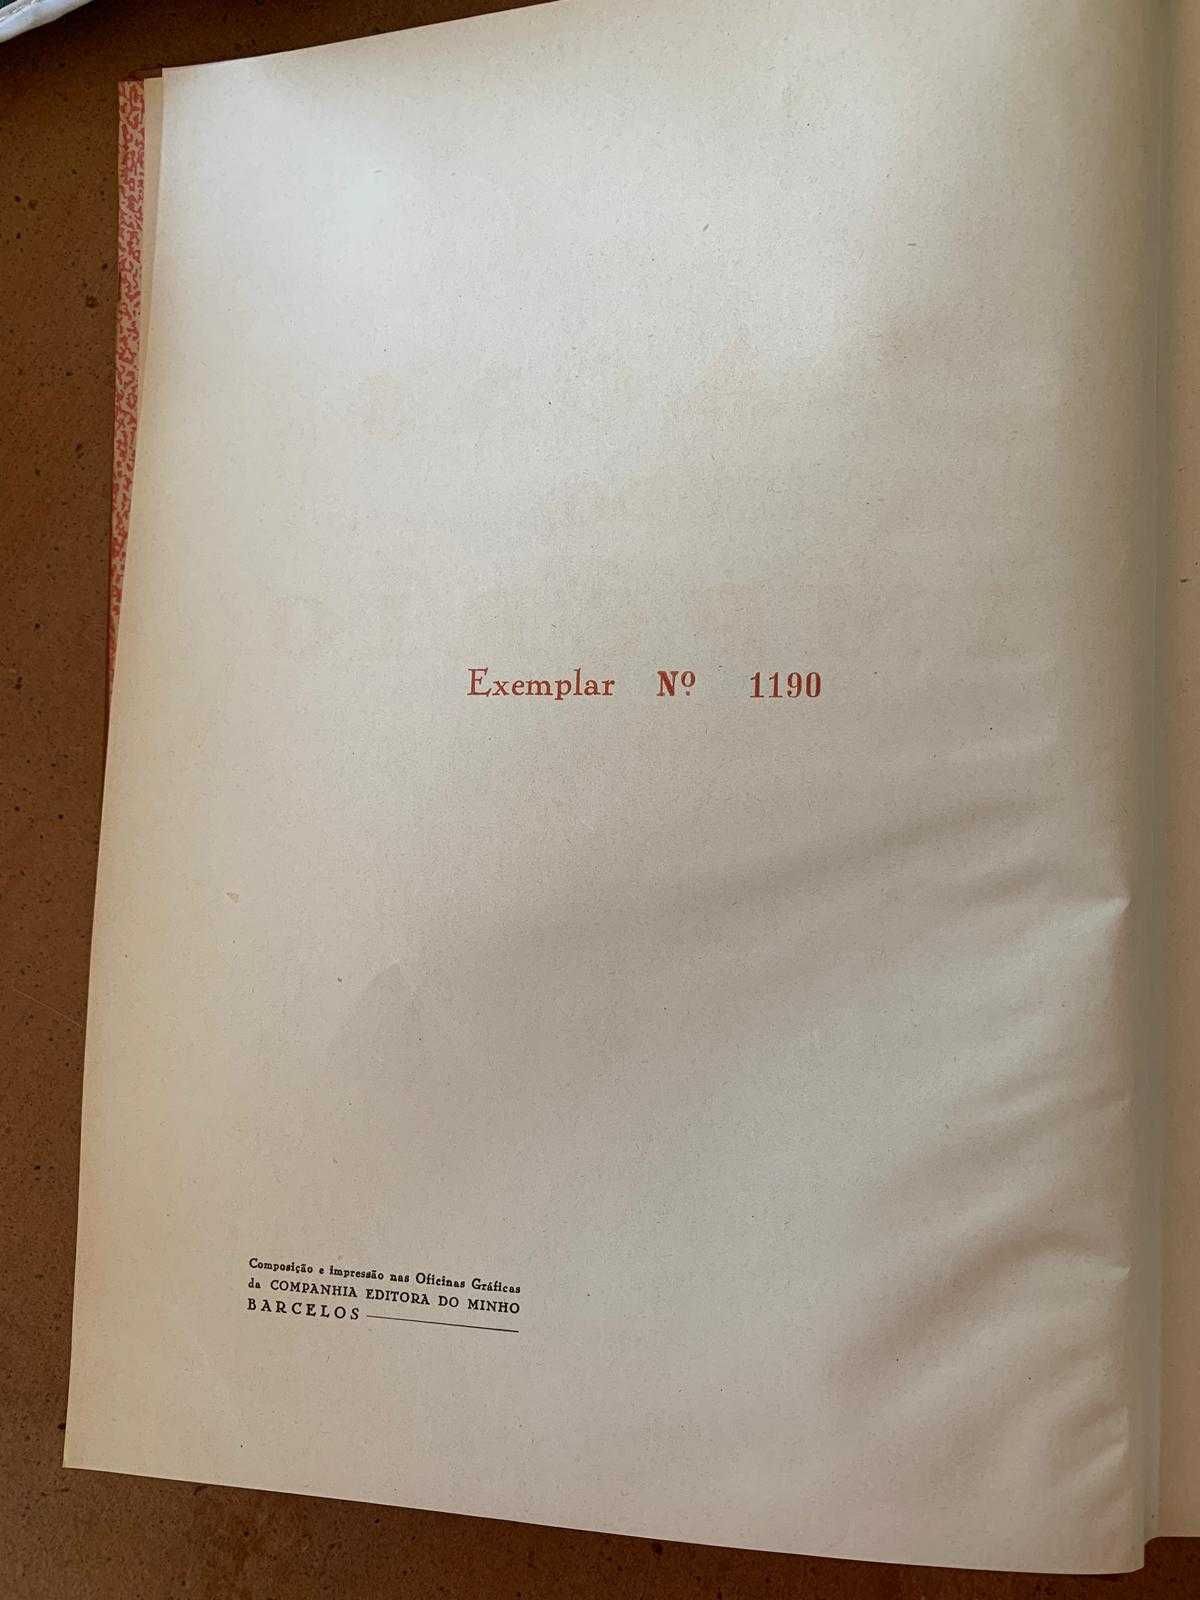 Exemplar Nº 1190
Composição e impressão nas Oficinas Gráficas
da COMPANHIA EDITORA DO MINHO
BARCELOS